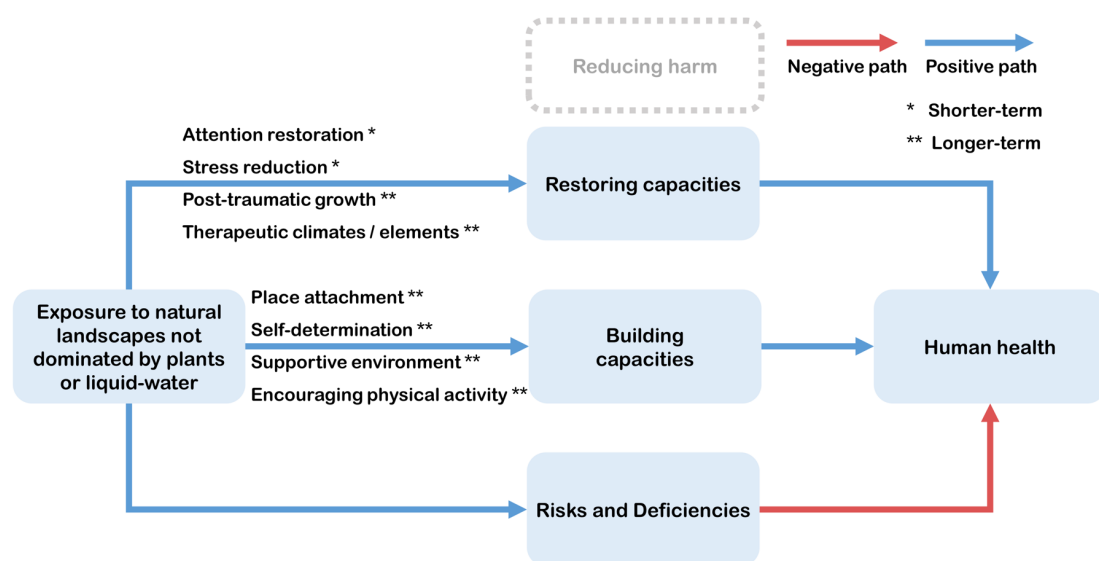 Reducing harm
Negative path
Positive path
* Shorter-term
** Longer-term
Attention restoration *
Stress reduction *
Post-traumatic growth **
Therapeutic climates / elements **
Restoring capacities
Exposure to natural
landscapes not
dominated by plants
or liquid-water
Place attachment **
Self-determination **
Supportive environment **
Encouraging physical activity **
Building
capacities
Human health
Risks and Deficiencies